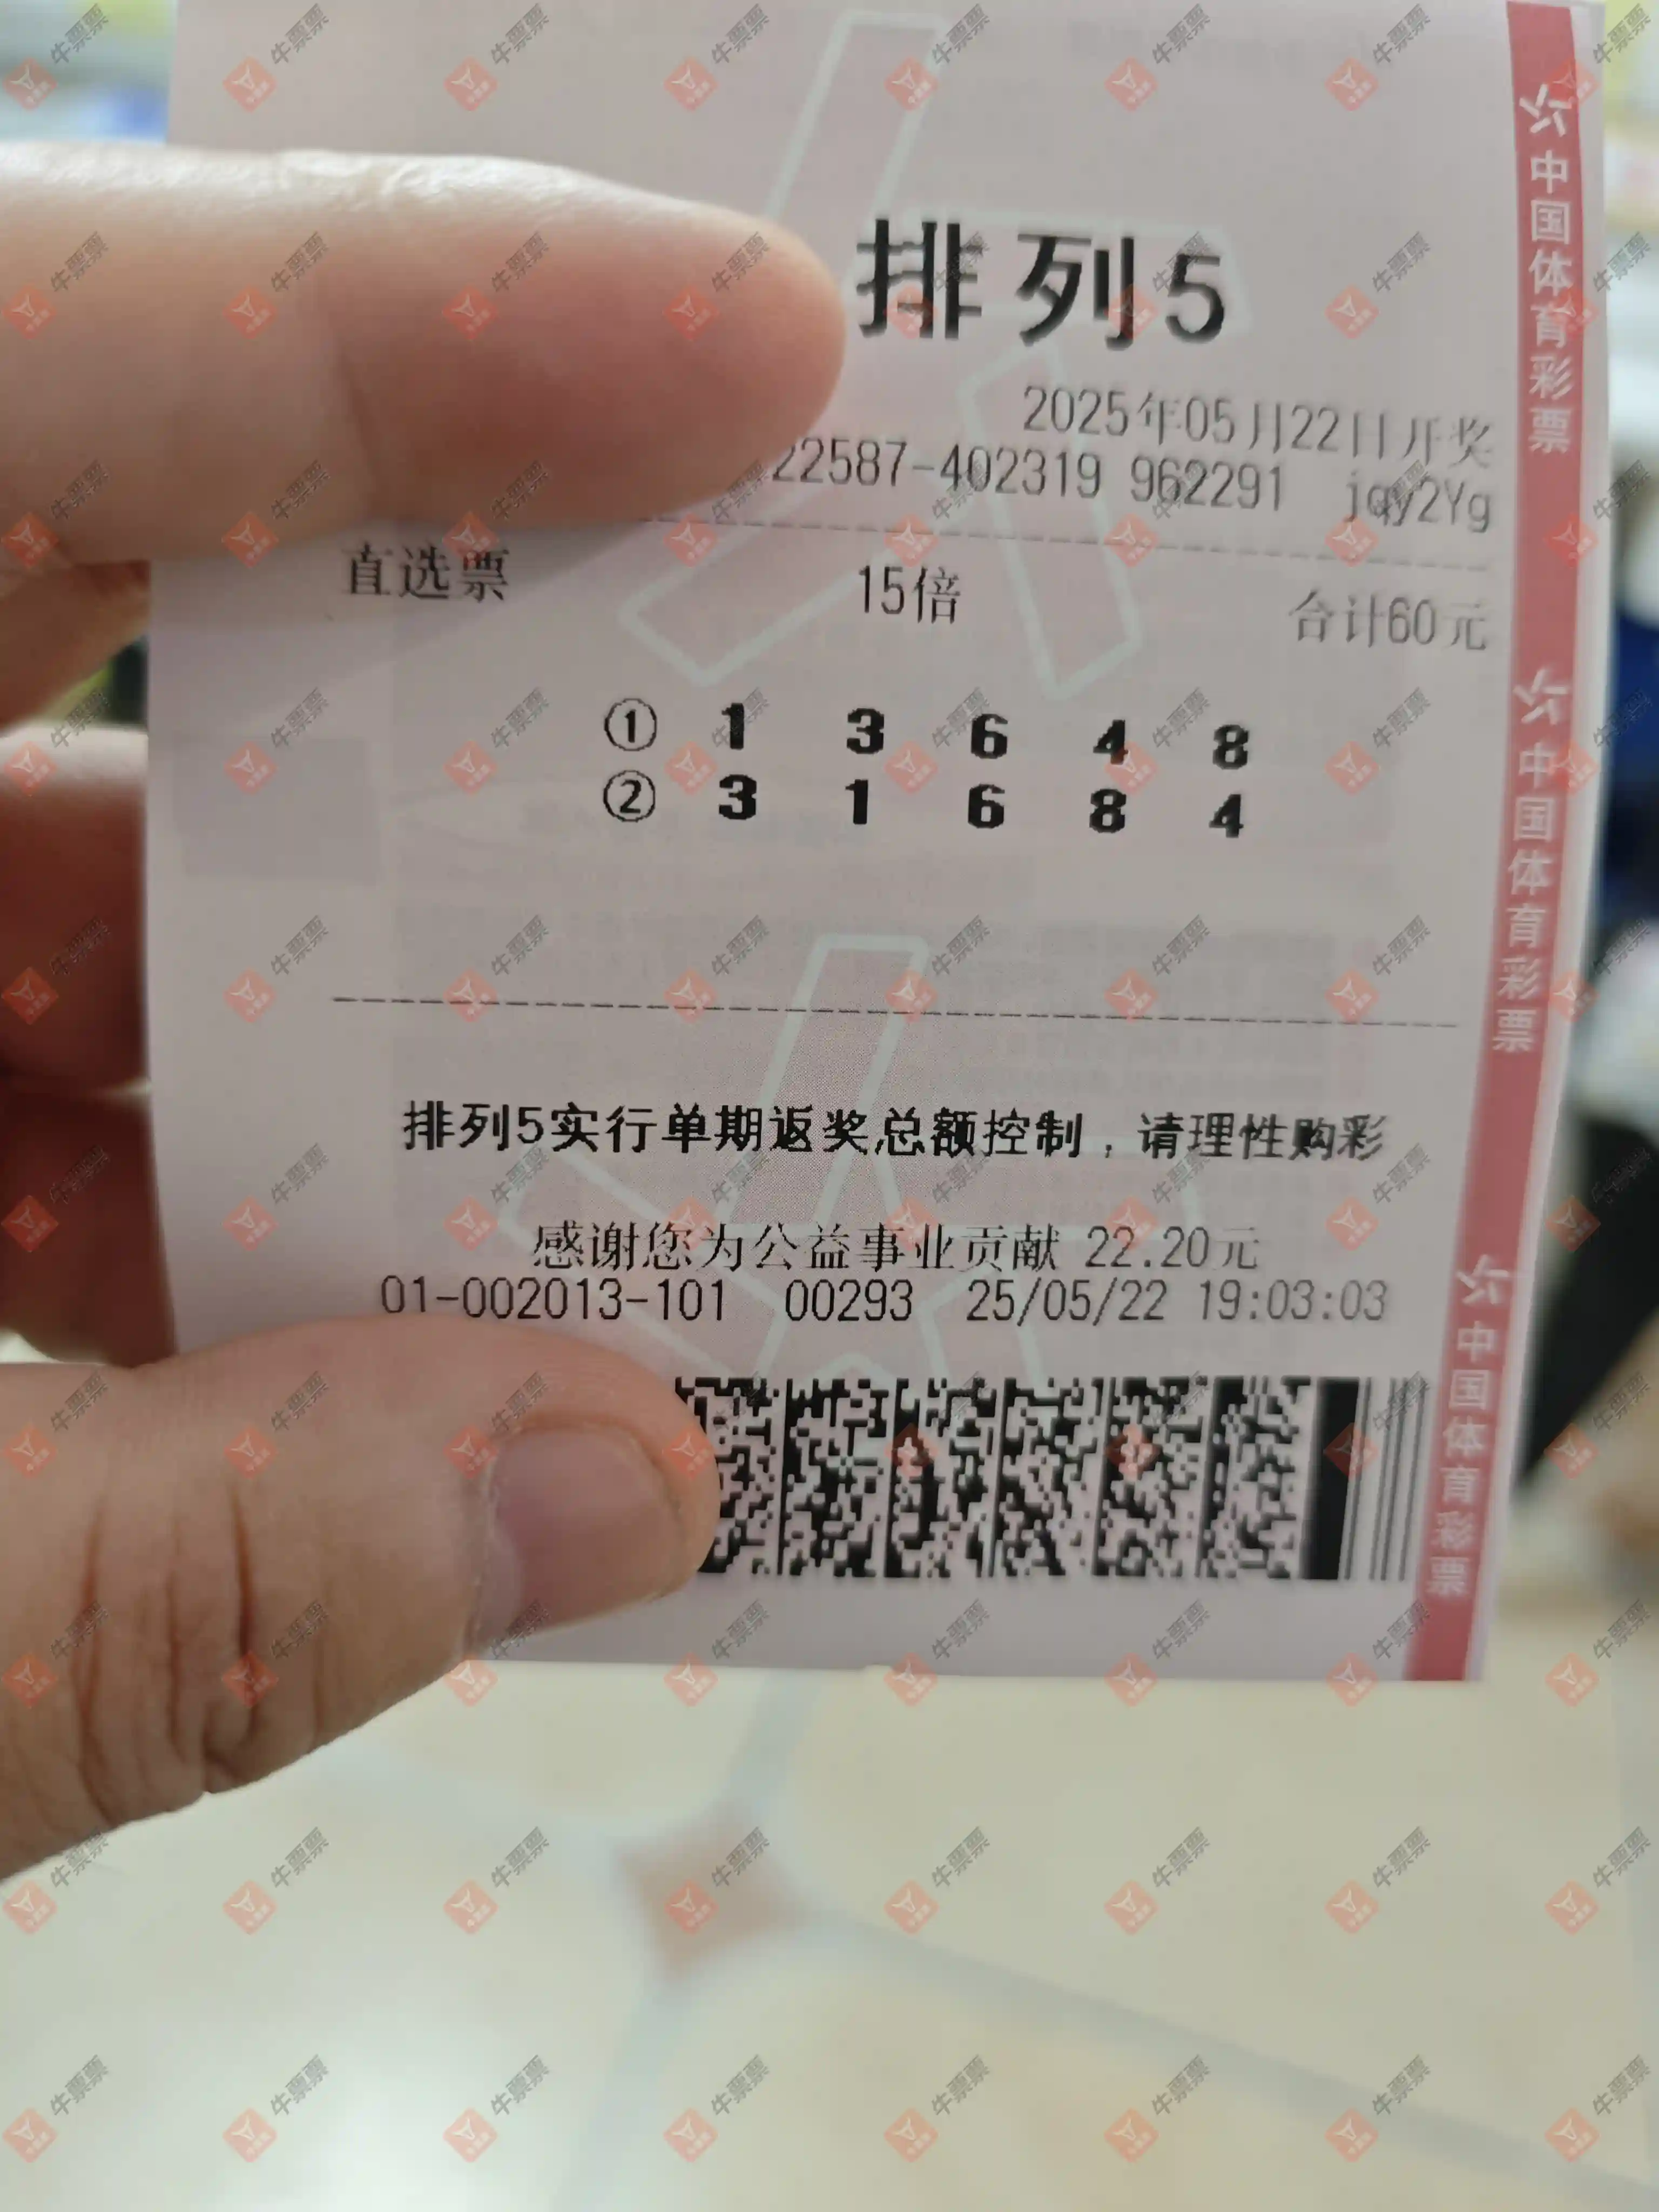 排列5
2025年05月22日开奖
22587-402319 962291 jqy2Yg
直选票 15倍 合计60元
① 1 3 6 4 8
② 3 1 6 8 4
排列5实行单期返奖总额控制，请理性购彩
感谢您为公益事业贡献 22.20元
01-002013-101 00293 25/05/22 19:03:03
中国体育彩票
中国体育彩票
中国体育彩票
牛票票